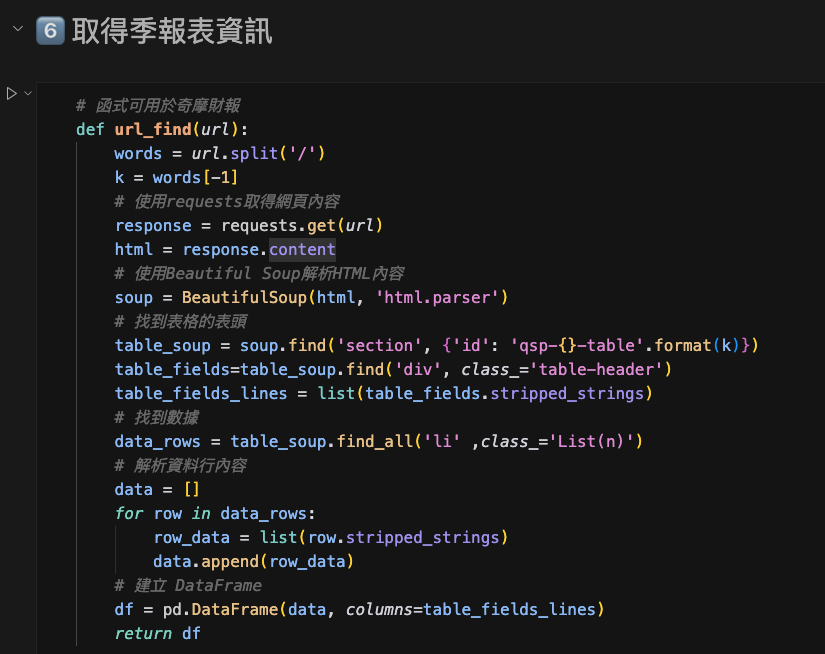 6 取得季報表資訊
# 函式可用於奇摩財報
def url_find(url):
words = url.split('/')
k = words[-1]
# 使用requests取得網頁內容
response = requests.get(url)
html = response.content
# 使用Beautiful Soup解析HTML內容
soup = BeautifulSoup(html, 'html.parser')
# 找到表格的表頭
table_soup = soup.find('section', {'id': 'qsp-{}-table'.format(k)})
table_fields=table_soup.find('div', class_='table-header')
table_fields_lines = list(table_fields.stripped_strings)
# 找到數據
data_rows = table_soup.find_all('li' ,class_='List(n)')
# 解析資料行內容
data = []
for row in data_rows:
row_data = list(row.stripped_strings)
data.append(row_data)
# 建立 DataFrame
df = pd.DataFrame(data, columns=table_fields_lines)
return df